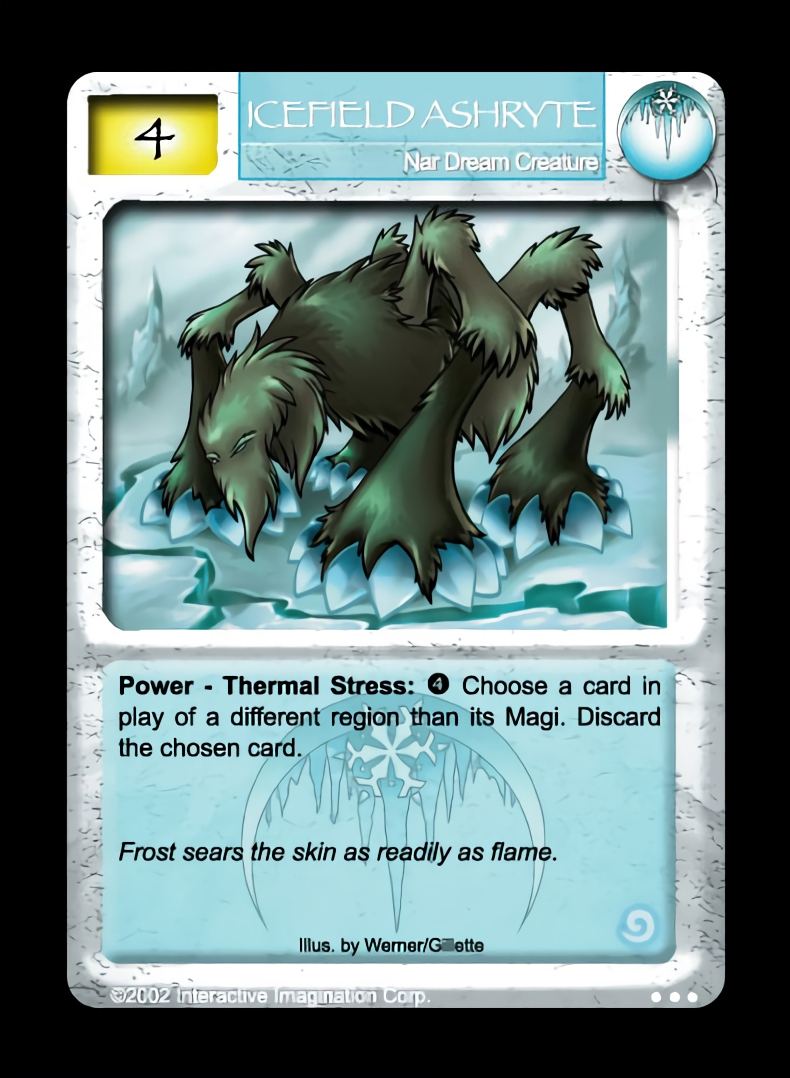 4
ICEFIELD ASHRYTE
Nar Dream Creature
Power - Thermal Stress: 4 Choose a card in
play of a different region than its Magi. Discard
the chosen card.
Frost sears the skin as readily as flame.
Illus. by
©2002 Interactive Imagination Corp.